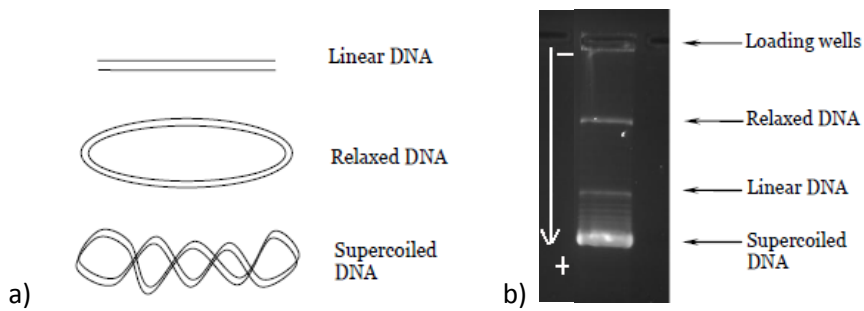 Linear DNA
Relaxed DNA
Supercoiled
DNA
a)
b)
–
+
Loading wells
Relaxed DNA
Linear DNA
Supercoiled
DNA